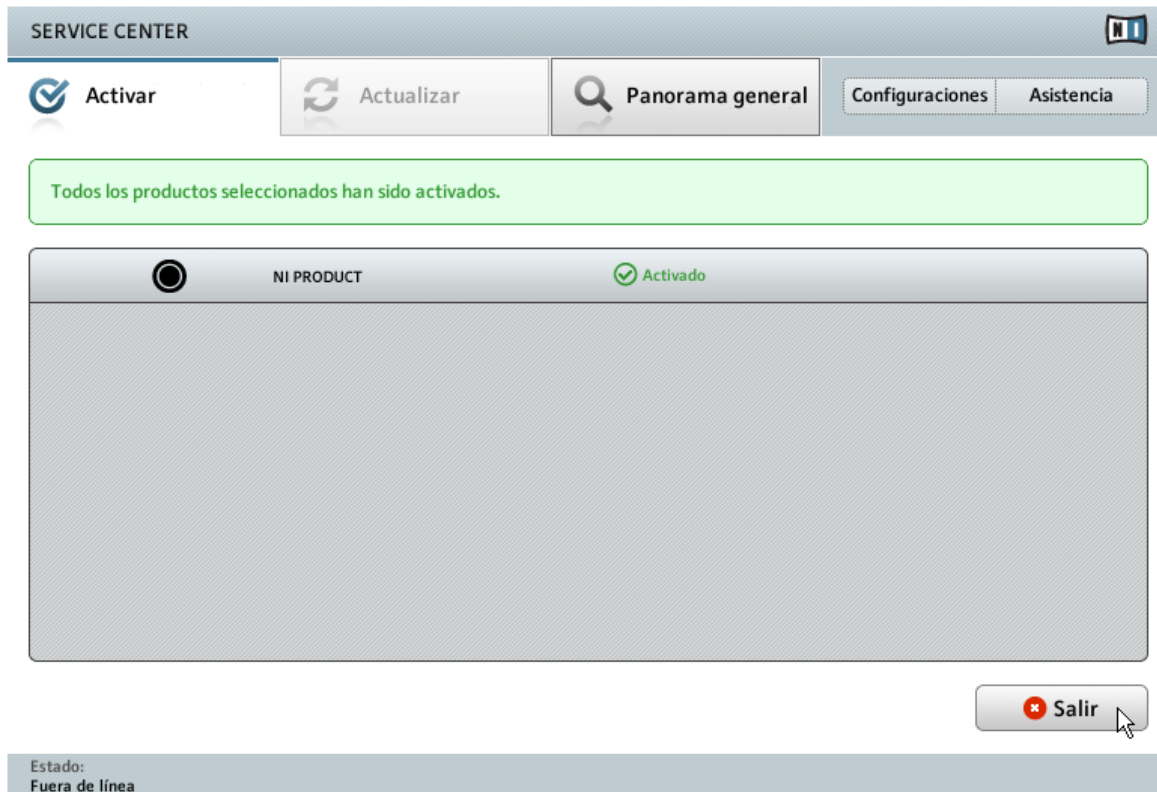 SERVICE CENTER
NI
Activar
Actualizar
Panorama general
Configuraciones
Asistencia
Todos los productos seleccionados han sido activados.
NI PRODUCT
Activado
Salir
Estado:
Fuera de línea